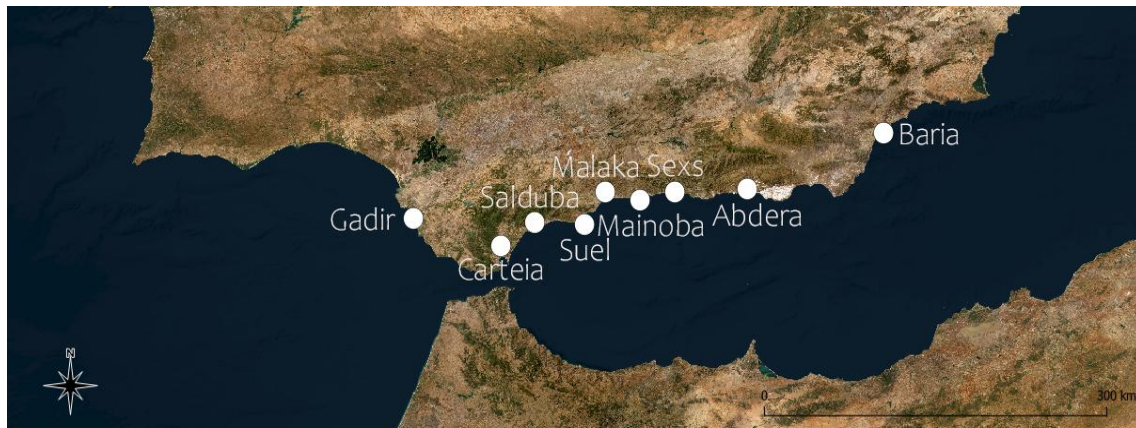 Malaka Sexs
Baria
Salduba
Gadir
Mainoba
Abdera
Suel
Carteia
N
0
300 km